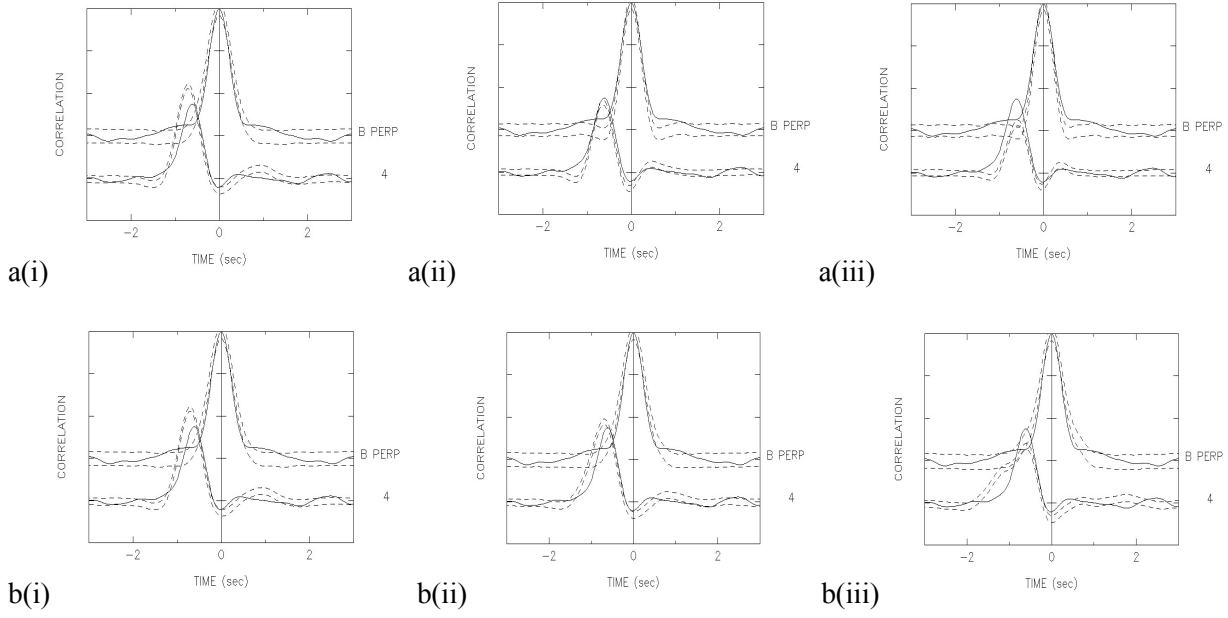 CORRELATION
B PERP
4
-2 0 2
TIME (sec)
a(i)
CORRELATION
B PERP
4
-2 0 2
TIME (sec)
a(ii)
CORRELATION
B PERP
4
-2 0 2
TIME (sec)
a(iii)
CORRELATION
B PERP
4
-2 0 2
TIME (sec)
b(i)
CORRELATION
B PERP
4
-2 0 2
TIME (sec)
b(ii)
CORRELATION
B PERP
4
-2 0 2
TIME (sec)
b(iii)